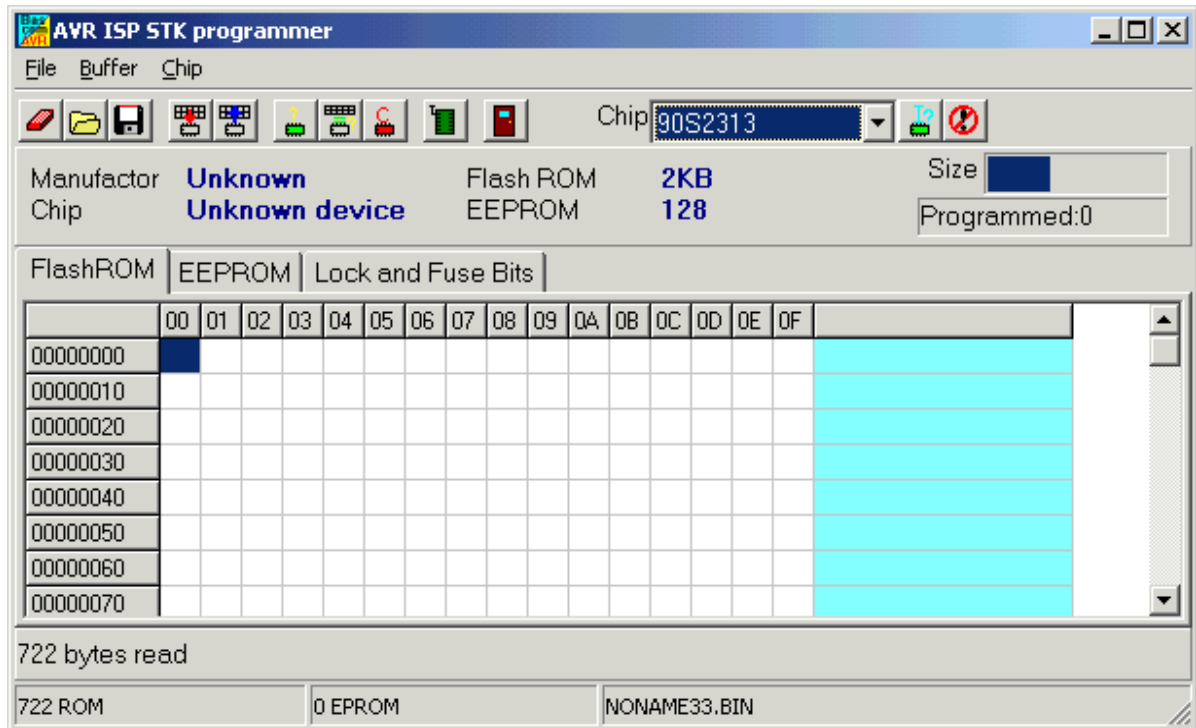 AVR ISP STK programmer
File Buffer Chip
Chip 90S2313
Manufactor Unknown Flash ROM 2KB Size
Chip Unknown device EEPROM 128 Programmed:0
FlashROM EEPROM Lock and Fuse Bits
00 01 02 03 04 05 06 07 08 09 0A 0B 0C 0D 0E 0F
00000000
00000010
00000020
00000030
00000040
00000050
00000060
00000070
722 bytes read
722 ROM 0 EPROM NONAME33.BIN